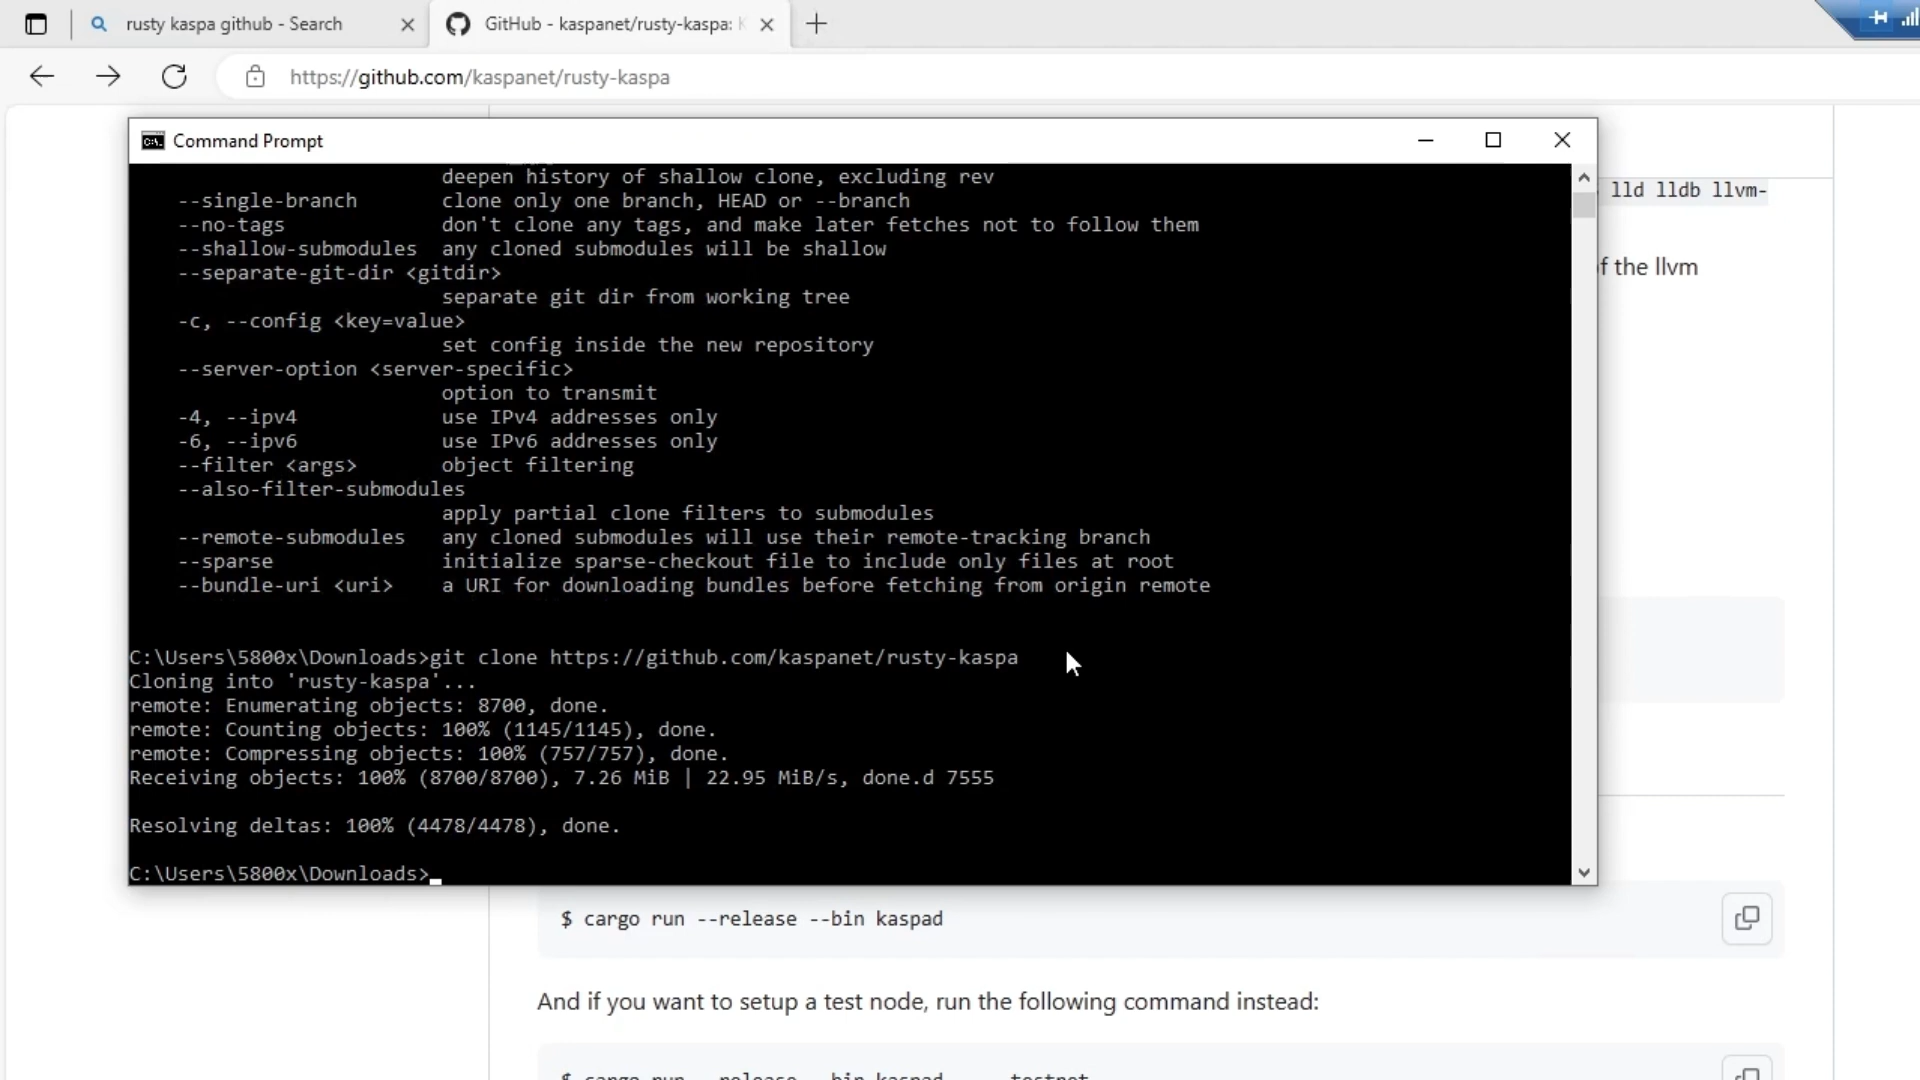 rusty kaspa github - Search
GitHub - kaspanet/rusty-kaspa: K
https://github.com/kaspanet/rusty-kaspa
Command Prompt
deepen history of shallow clone, excluding rev
--single-branch clone only one branch, HEAD or --branch
--no-tags don't clone any tags, and make later fetches not to follow them
--shallow-submodules any cloned submodules will be shallow
--separate-git-dir <gitdir>
separate git dir from working tree
-c, --config <key=value>
set config inside the new repository
--server-option <server-specific>
option to transmit
-4, --ipv4 use IPv4 addresses only
-6, --ipv6 use IPv6 addresses only
--filter <args> object filtering
--also-filter-submodules
apply partial clone filters to submodules
--remote-submodules any cloned submodules will use their remote-tracking branch
--sparse initialize sparse-checkout file to include only files at root
--bundle-uri <uri> a URI for downloading bundles before fetching from origin remote
C:\Users\5800x\Downloads>git clone https://github.com/kaspanet/rusty-kaspa
Cloning into 'rusty-kaspa'...
remote: Enumerating objects: 8700, done.
remote: Counting objects: 100% (1145/1145), done.
remote: Compressing objects: 100% (757/757), done.
Receiving objects: 100% (8700/8700), 7.26 MiB | 22.95 MiB/s, done.d 7555
Resolving deltas: 100% (4478/4478), done.
C:\Users\5800x\Downloads>
lld lldb llvm-
f the llvm
$ cargo run --release --bin kaspad
And if you want to setup a test node, run the following command instead:
$ cargo run --release --bin kaspad -- --testnet